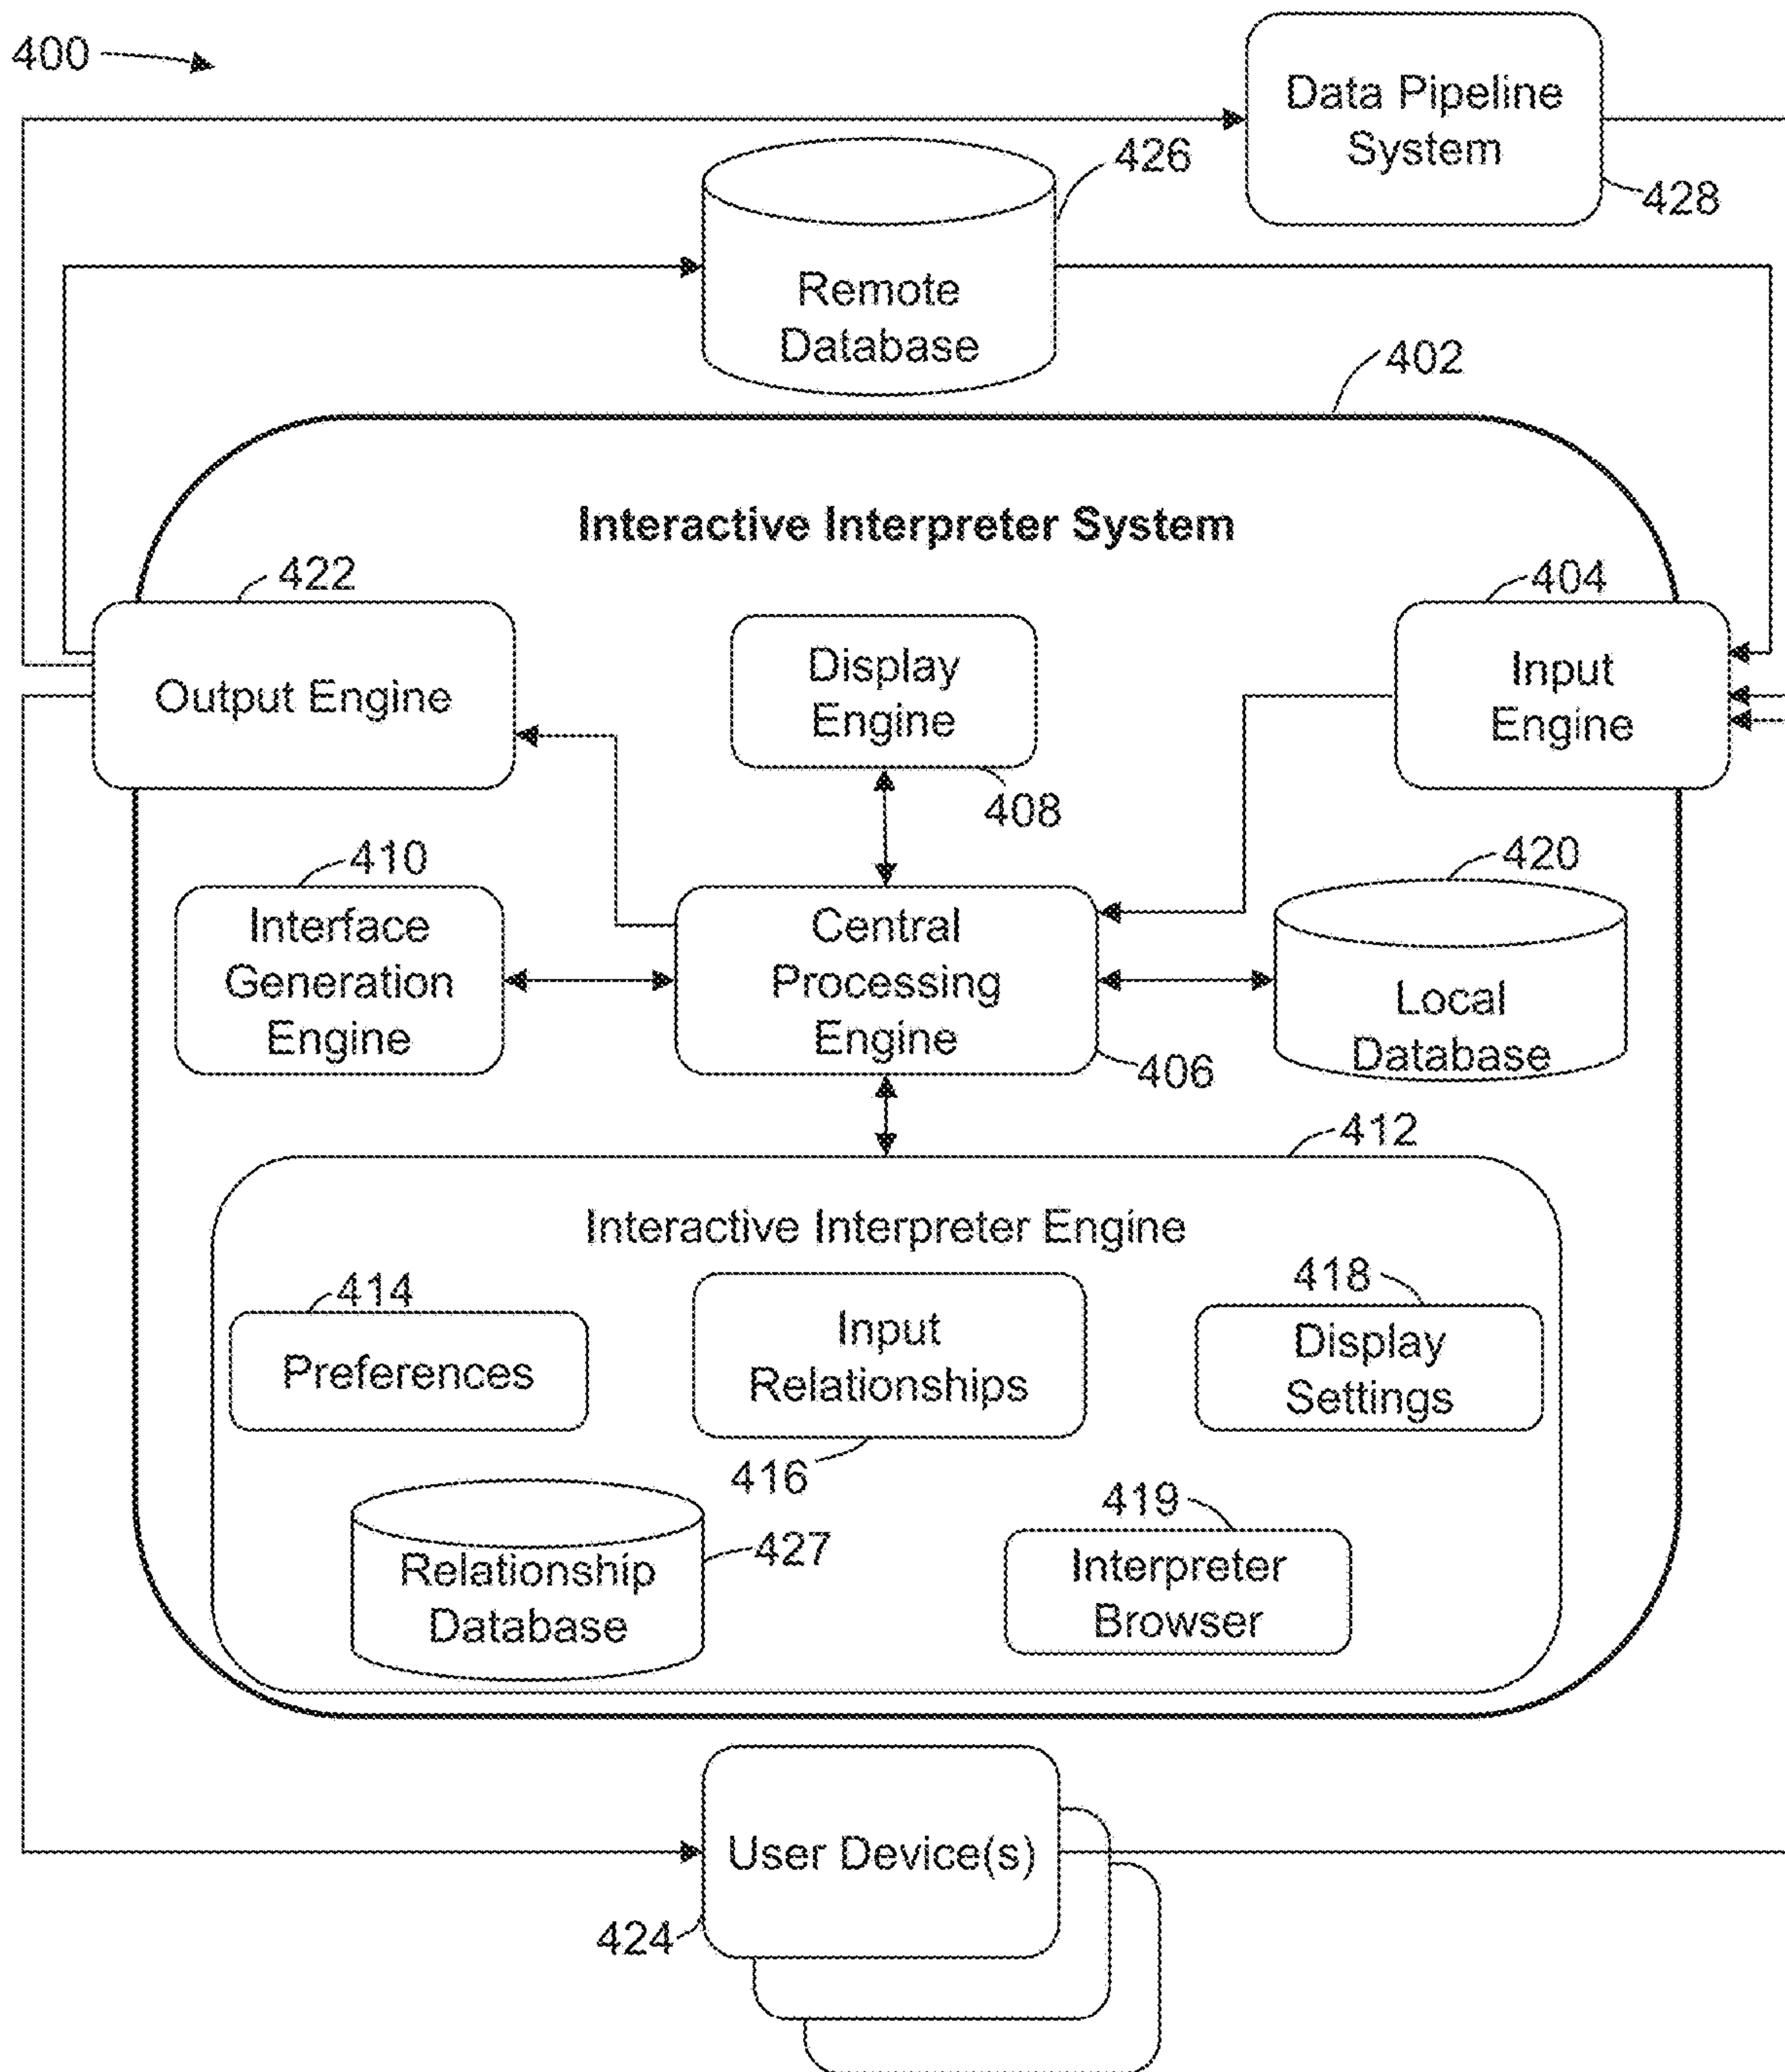 400
Data Pipeline
System
428
426
Remote
Database
402
Interactive Interpreter System
422
404
Output Engine
Display
Engine
408
Input
Engine
410
420
Interface
Generation
Engine
Central
Processing
Engine
406
Local
Database
412
Interactive Interpreter Engine
414
418
Preferences
Input
Relationships
416
Display
Settings
419
Relationship
Database
427
Interpreter
Browser
User Device(s)
424